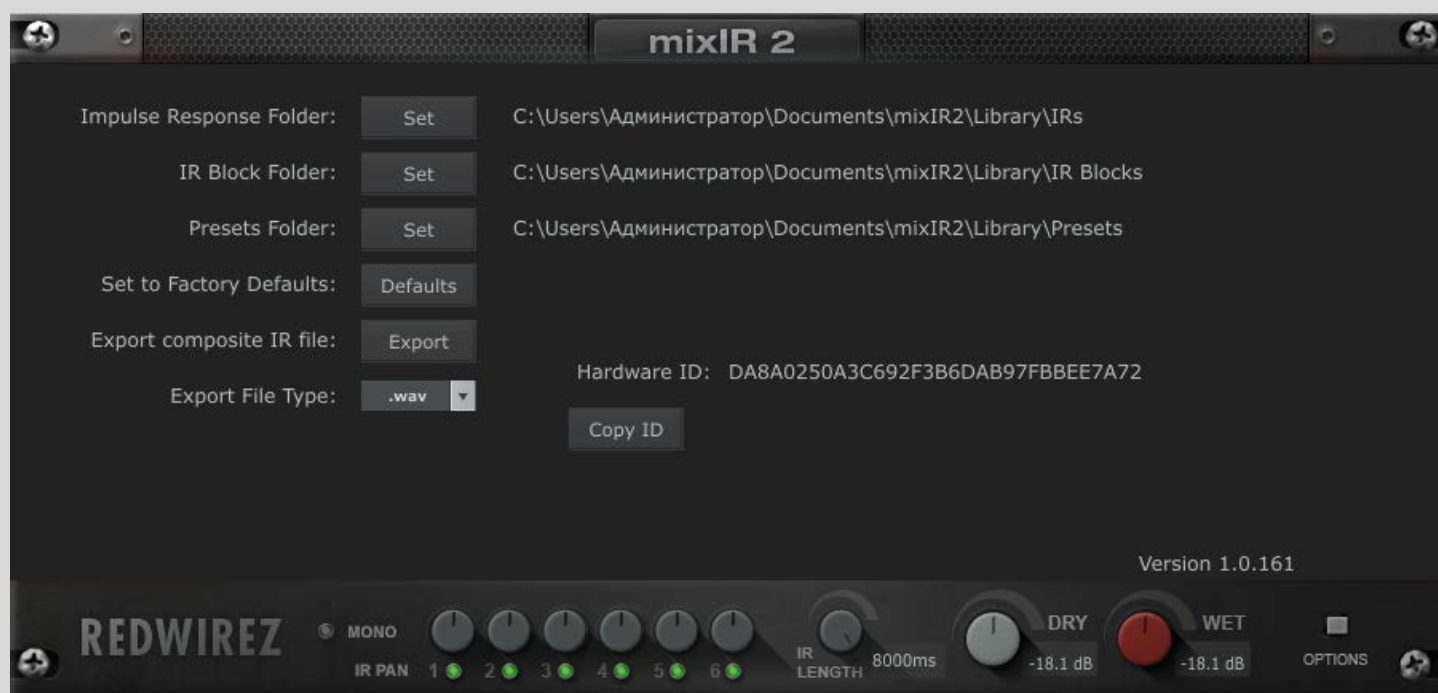 mixIR 2
Impulse Response Folder: Set C:\Users\Администратор\Documents\mixIR2\Library\IRs
IR Block Folder: Set C:\Users\Администратор\Documents\mixIR2\Library\IR Blocks
Presets Folder: Set C:\Users\Администратор\Documents\mixIR2\Library\Presets
Set to Factory Defaults: Defaults
Export composite IR file: Export
Hardware ID: DA8A0250A3C692F3B6DAB97FBBEE7A72
Export File Type: .wav
Copy ID
Version 1.0.161
REDWIREZ MONO DRY WET
IR PAN 1 2 3 4 5 6 IR LENGTH 8000ms -18.1 dB -18.1 dB OPTIONS